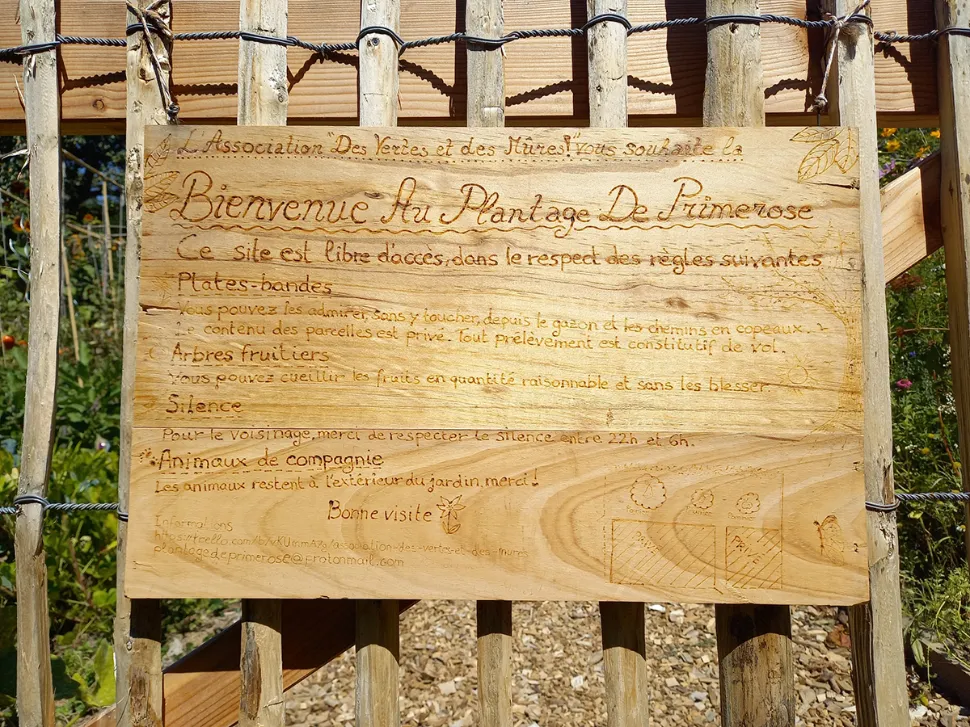 L'Association "Des Vertes et des Mûres!" vous souhaite la
Bienvenue Au Plantage De Primerose
Ce site est libre d'accès, dans le respect des règles suivantes
Plates-bandes
Vous pouvez les admirer, sans y toucher, depuis le gazon et les chemins en copeaux.
Le contenu des parcelles est privé. Tout prélèvement est constitutif de vol.
Arbres fruitiers
Vous pouvez cueillir les fruits en quantité raisonnable et sans les blesser.
Silence
Pour le voisinage, merci de respecter le silence entre 22h et 6h.
Animaux de compagnie
Les animaux restent à l'extérieur du jardin, merci!
Bonne visite
Informations
plantagedeprimerose@protonmail.com